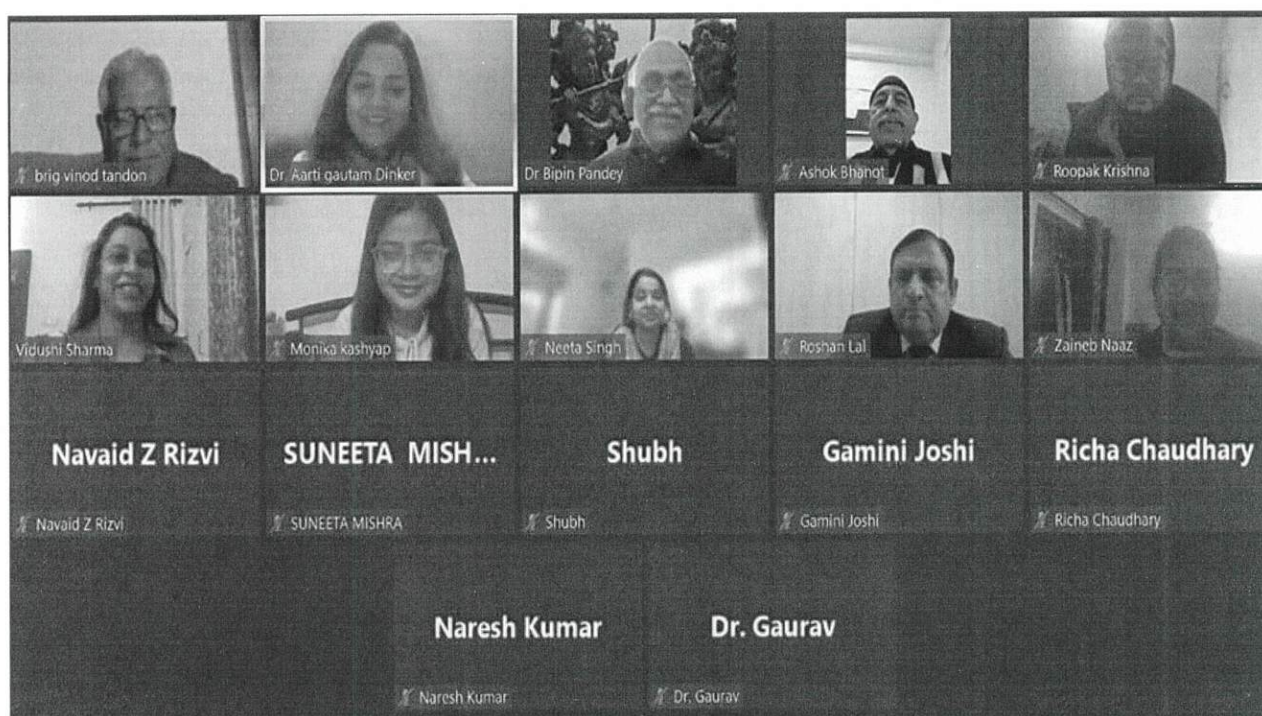 brig vinod tandon
Dr. Aarti gautam Dinker
Dr Bipin Pandey
Ashok Bhanot
Roopak Krishna
Vidusni Sharma
Monika kashyap
Neeta Singh
Roshan Lal
Zaineb Naaz
Navaid Z Rizvi
SUNEETA MISH...
Shubh
Gamini Joshi
Richa Chaudhary
Navaid Z Rizvi
SUNEETA MISHRA
Shubh
Gamini Joshi
Richa Chaudhary
Naresh Kumar
Dr. Gaurav
Naresh Kumar
Dr. Gaurav